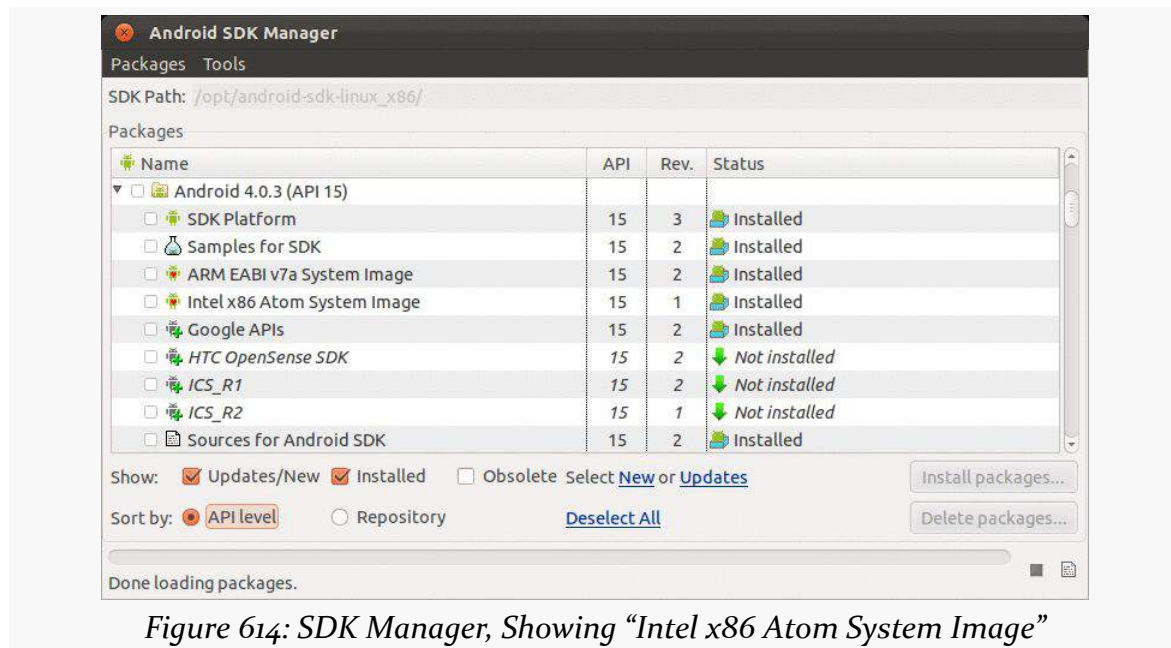 Android SDK Manager
Packages Tools
SDK Path: /opt/android-sdk-linux_x86/
Packages
Name API Rev. Status
Android 4.0.3 (API 15)
SDK Platform 15 3 Installed
Samples for SDK 15 2 Installed
ARM EABI v7a System Image 15 2 Installed
Intel x86 Atom System Image 15 1 Installed
Google APIs 15 2 Installed
HTC OpenSense SDK 15 2 Not installed
ICS_R1 15 2 Not installed
ICS_R2 15 1 Not installed
Sources for Android SDK 15 2 Installed
Show: Updates/New Installed Obsolete Select New or Updates Install packages...
Sort by: API level Repository Deselect All Delete packages...
Done loading packages.
Figure 614: SDK Manager, Showing “Intel x86 Atom System Image”